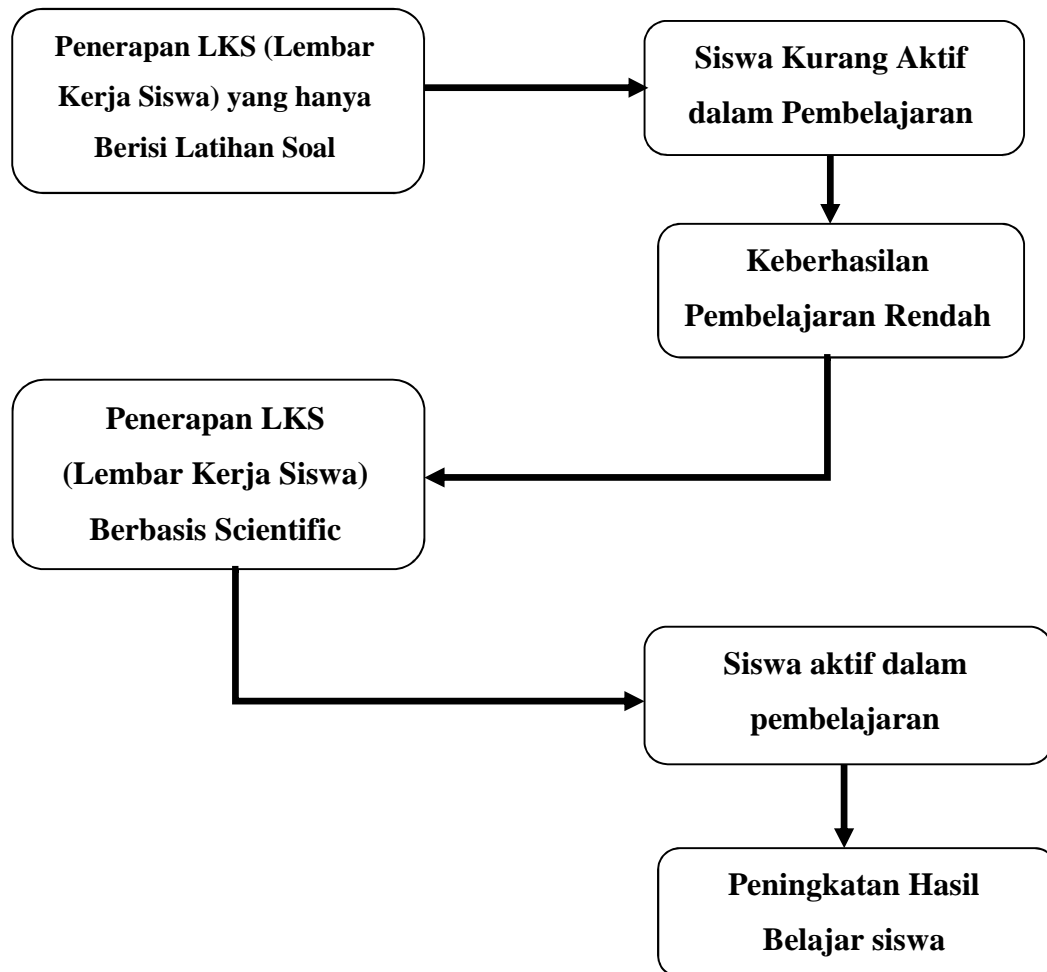 Penerapan LKS (Lembar
Kerja Siswa) yang hanya
Berisi Latihan Soal
Siswa Kurang Aktif
dalam Pembelajaran
Keberhasilan
Pembelajaran Rendah
Penerapan LKS
(Lembar Kerja Siswa)
Berbasis Scientific
Siswa aktif dalam
pembelajaran
Peningkatan Hasil
Belajar siswa